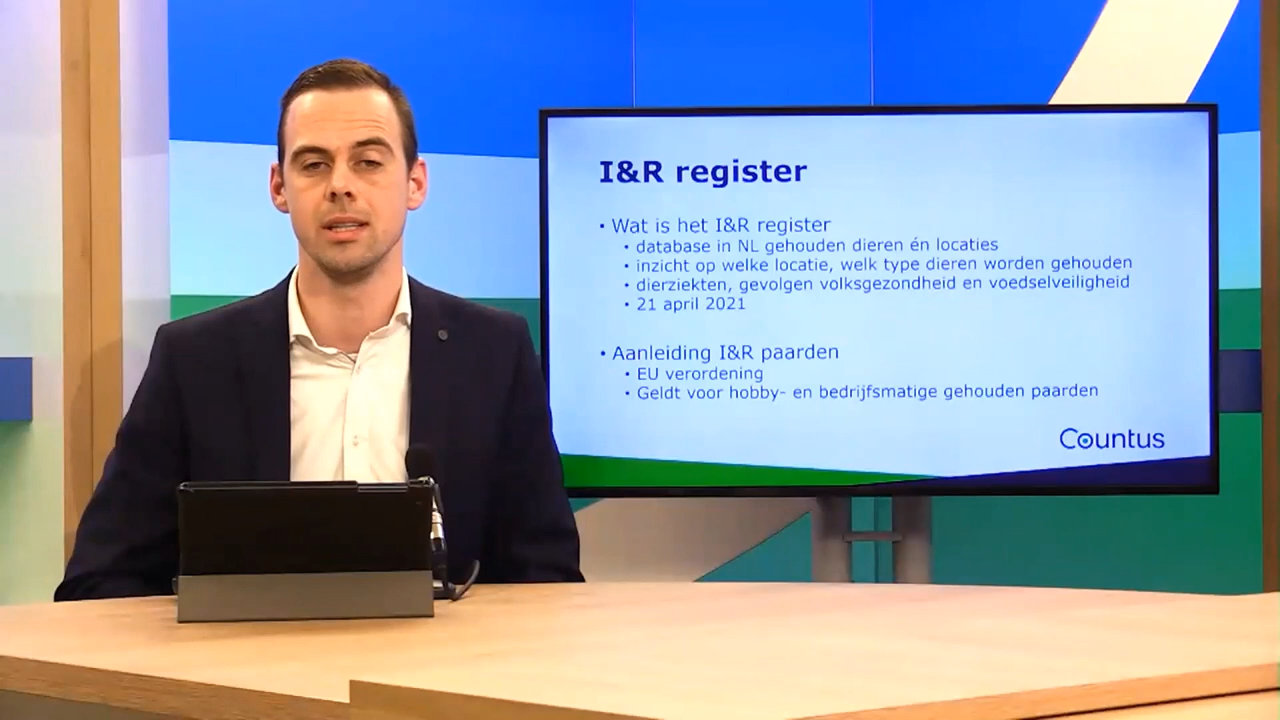 I&R register
• Wat is het I&R register
• database in NL gehouden dieren én locaties
• inzicht op welke locatie, welk type dieren worden gehouden
• dierziekten, gevolgen volksgezondheid en voedselveiligheid
• 21 april 2021
• Aanleiding I&R paarden
• EU verordening
• Geldt voor hobby- en bedrijfsmatige gehouden paarden
Countus